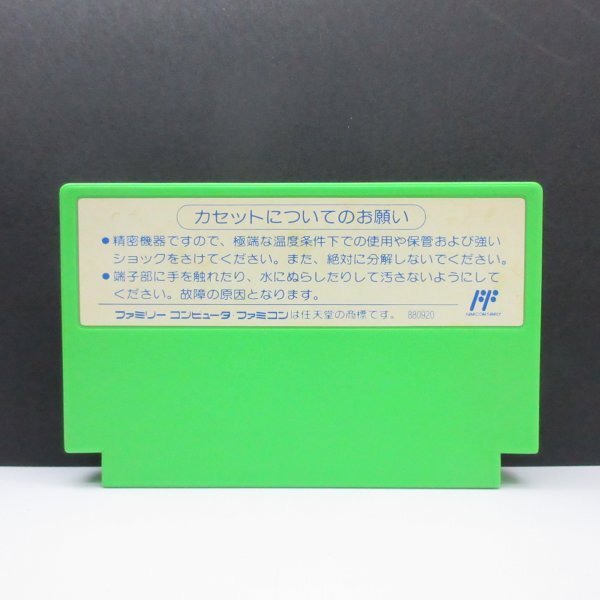 カセットについてのお願い
●精密機器ですので、極端な温度条件下での使用や保管および強い
ショックをさけてください。また、絶対に分解しないでください。
●端子部に手を触れたり、水にぬらしたりして汚さないようにして
ください。故障の原因となります。
FAMICOM FAMILY
ファミリー コンピュータ・ファミコンは任天堂の商標です。 880920